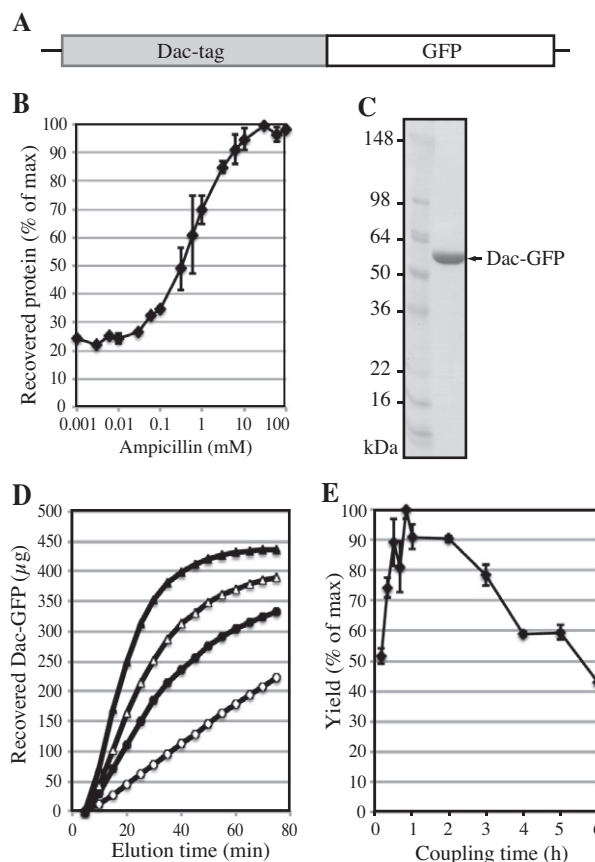 A
Dac-tag GFP
B
100
90
80
70
60
50
40
30
20
10
0
Recovered protein (% of max)
0.001 0.01 0.1 1 10 100
Ampicillin (mM)
C
148
98
64
50
36
22
16
kDa
Dac-GFP
D
500
450
400
350
300
250
200
150
100
50
0
Recovered Dac-GFP (µg)
0 20 40 60 80
Elution time (min)
E
100
90
80
70
60
50
40
30
20
10
0
Yield (% of max)
0 1 2 3 4 5 6
Coupling time (h)